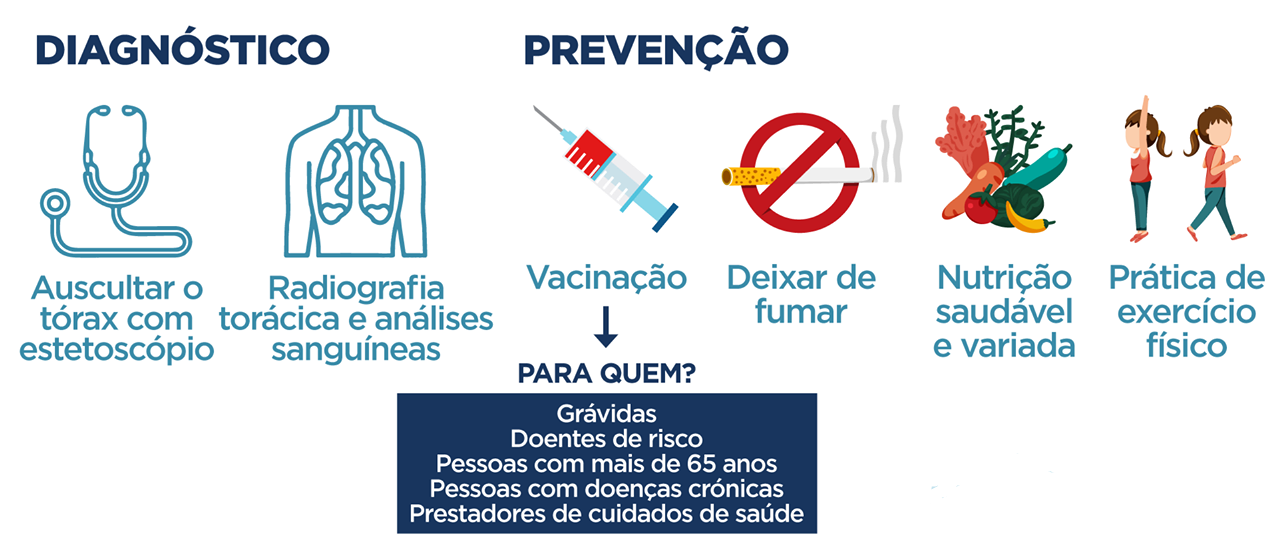 DIAGNÓSTICO
Auscultar o
tórax com
estetoscópio
Radiografia
torácica e análises
sanguíneas
PREVENÇÃO
Vacinação
PARA QUEM?
Grávidas
Doentes de risco
Pessoas com mais de 65 anos
Pessoas com doenças crónicas
Prestadores de cuidados de saúde
Deixar de
fumar
Nutrição
saudável
e variada
Prática de
exercício
físico